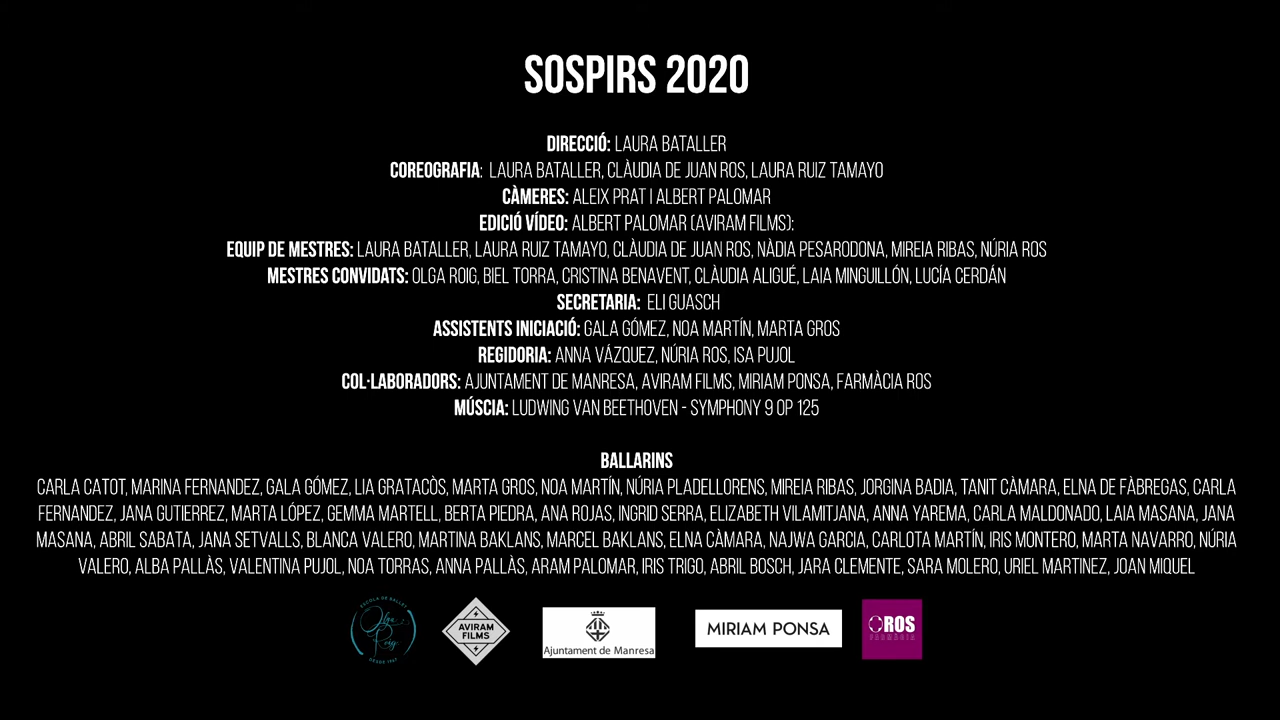 SOSPIRS 2020
DIRECCIÓ: LAURA BATALLER
COREOGRAFIA: LAURA BATALLER, CLÀUDIA DE JUAN ROS, LAURA RUIZ TAMAYO
CÀMERES: ALEIX PRAT I ALBERT PALOMAR
EDICIÓ VÍDEO: ALBERT PALOMAR (AVIRAM FILMS):
EQUIP DE MESTRES: LAURA BATALLER, LAURA RUIZ TAMAYO, CLÀUDIA DE JUAN ROS, NÀDIA PESARODONA, MIREIA RIBAS, NÚRIA ROS
MESTRES CONVIDATS: OLGA ROIG, BIEL TORRA, CRISTINA BENAVENT, CLÀUDIA ALIGUÉ, LAIA MINGUILLÓN, LUCÍA CERDÁN
SECRETARIA: ELI GUASCH
ASSISTENTS INICIACIÓ: GALA GÓMEZ, NOA MARTÍN, MARTA GROS
REGIDORIA: ANNA VÁZQUEZ, NÚRIA ROS, ISA PUJOL
COL·LABORADORS: AJUNTAMENT DE MANRESA, AVIRAM FILMS, MIRIAM PONSA, FARMÀCIA ROS
MÚSCIA: LUDWING VAN BEETHOVEN - SYMPHONY 9 OP 125
BALLARINS
CARLA CATOT, MARINA FERNANDEZ, GALA GÓMEZ, LIA GRATACÒS, MARTA GROS, NOA MARTÍN, NÚRIA PLADELLORENS, MIREIA RIBAS, JORGINA BADIA, TANIT CÀMARA, ELNA DE FÀBREGAS, CARLA
FERNANDEZ, JANA GUTIERREZ, MARTA LÓPEZ, GEMMA MARTELL, BERTA PIEDRA, ANA ROJAS, INGRID SERRA, ELIZABETH VILAMITJANA, ANNA YAREMA, CARLA MALDONADO, LAIA MASANA, JANA
MASANA, ABRIL SABATA, JANA SETVALLS, BLANCA VALERO, MARTINA BAKLANS, MARCEL BAKLANS, ELNA CÀMARA, NAJWA GARCIA, CARLOTA MARTÍN, IRIS MONTERO, MARTA NAVARRO, NÚRIA
VALERO, ALBA PALLÀS, VALENTINA PUJOL, NOA TORRAS, ANNA PALLÀS, ARAM PALOMAR, IRIS TRIGO, ABRIL BOSCH, JARA CLEMENTE, SARA MOLERO, URIEL MARTINEZ, JOAN MIQUEL
ESCOLA DE BALLET
Olga
Roig
AVIRAM
FILMS
Ajuntament de Manresa
MIRIAM PONSA
ROS
FARMÀCIA